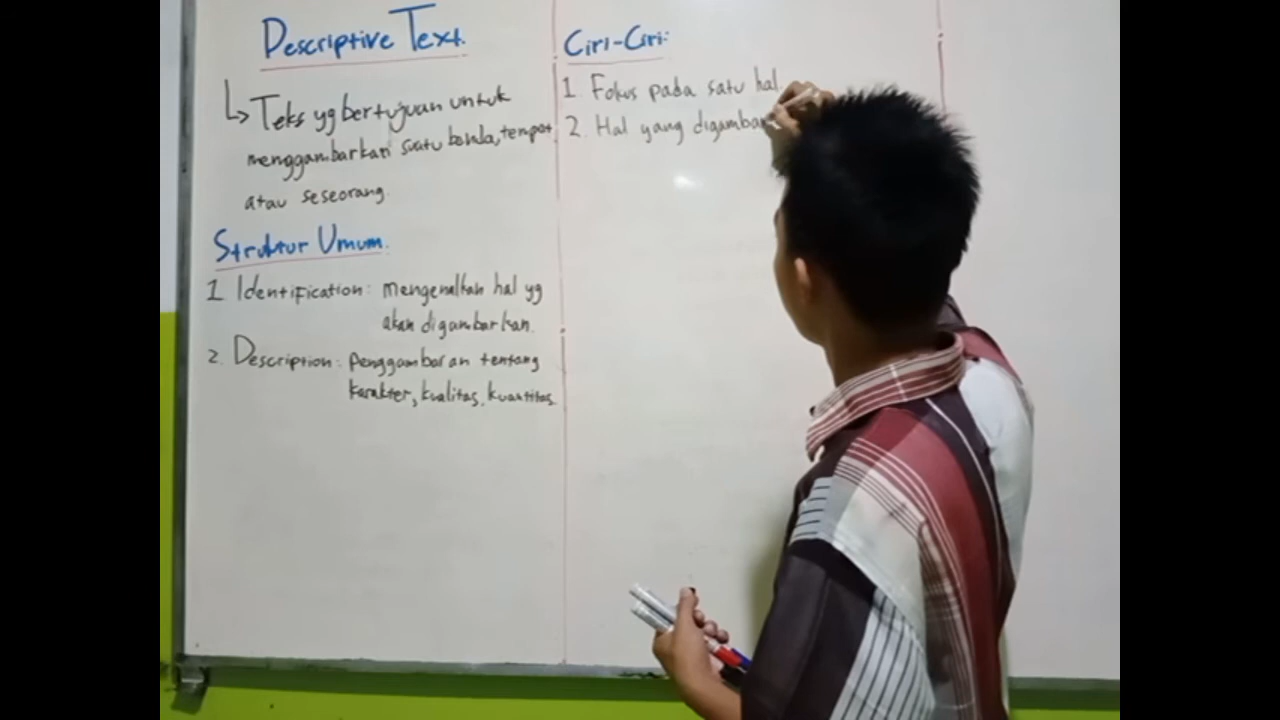 Descriptive Text.
↳ Teks yg bertujuan untuk
menggambarkan suatu benda, tempat
atau seseorang.
Struktur Umum.
1 Identification: mengenalkan hal yg
akan digambarkan.
2. Description: penggambaran tentang
karakter, kualitas, kuantitas.
Ciri-Ciri:
1. Fokus pada satu hal.
2. Hal yang digambar